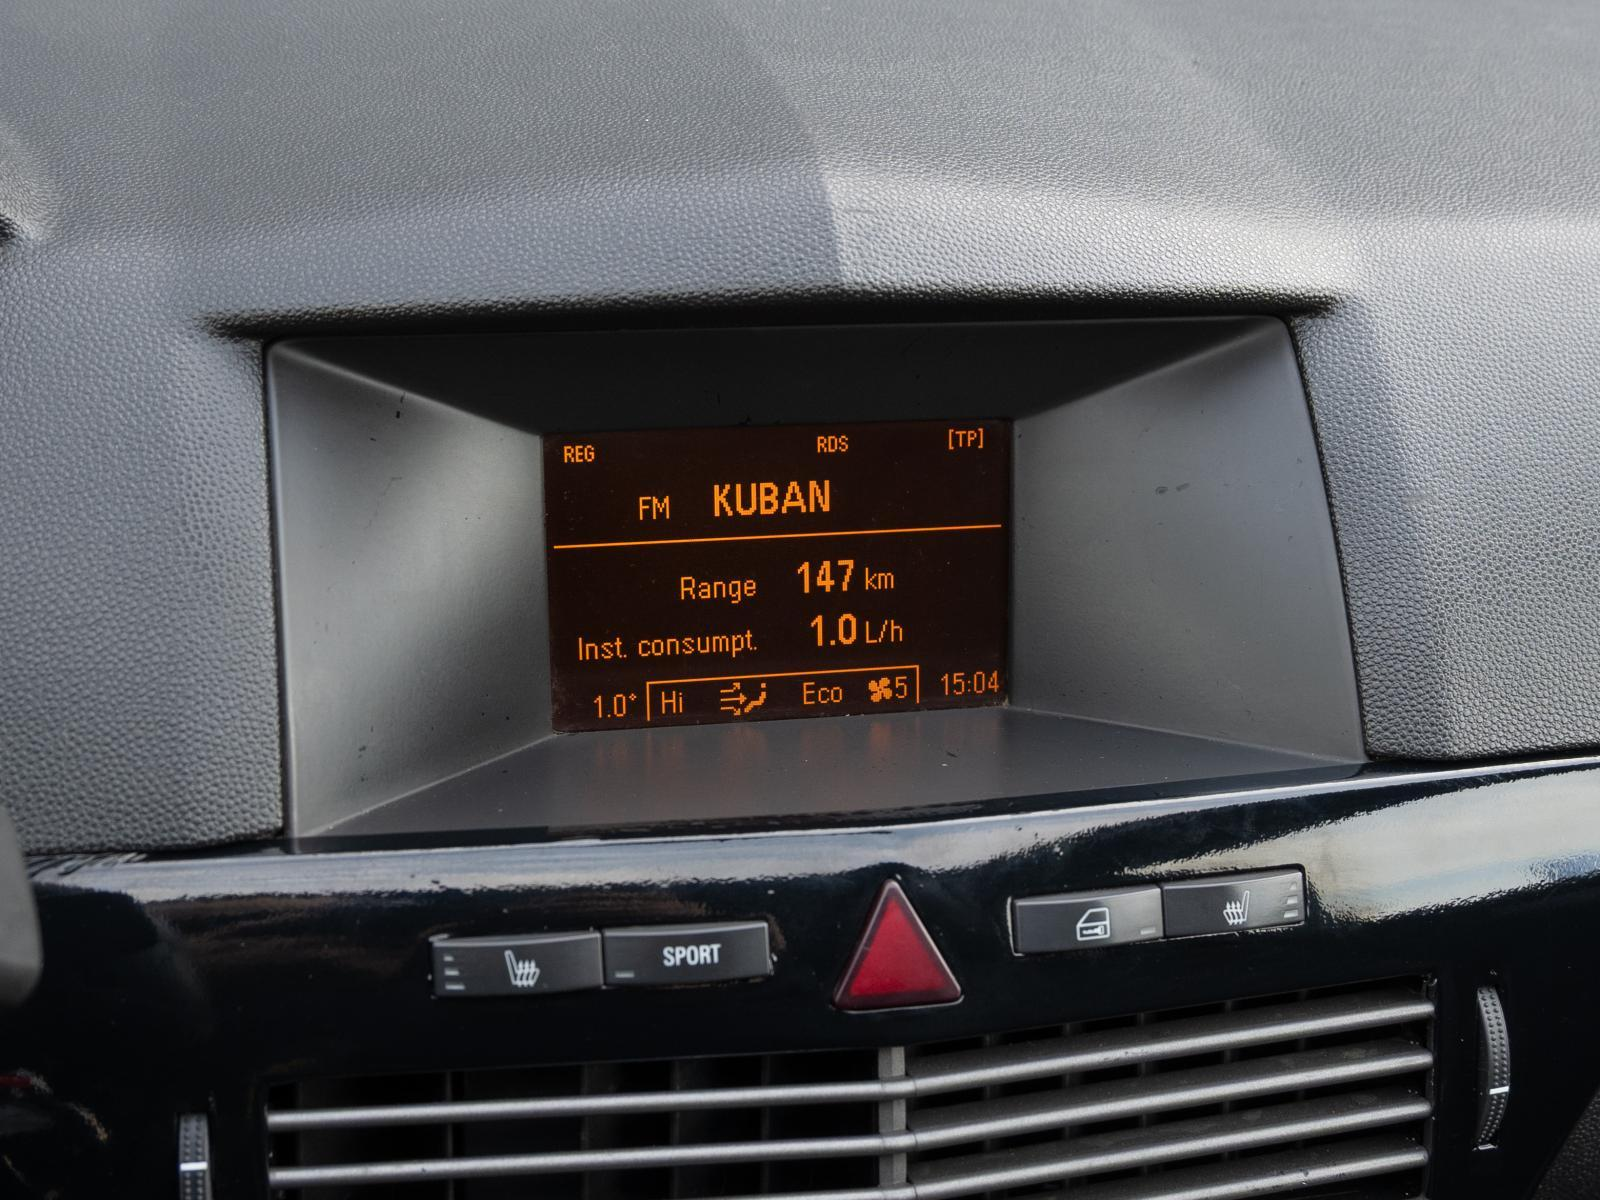 REG RDS [TP]
FM KUBAN
Range 147 km
Inst. consumpt. 1.0 L/h
1.0° Hi Eco 5 15:04
SPORT